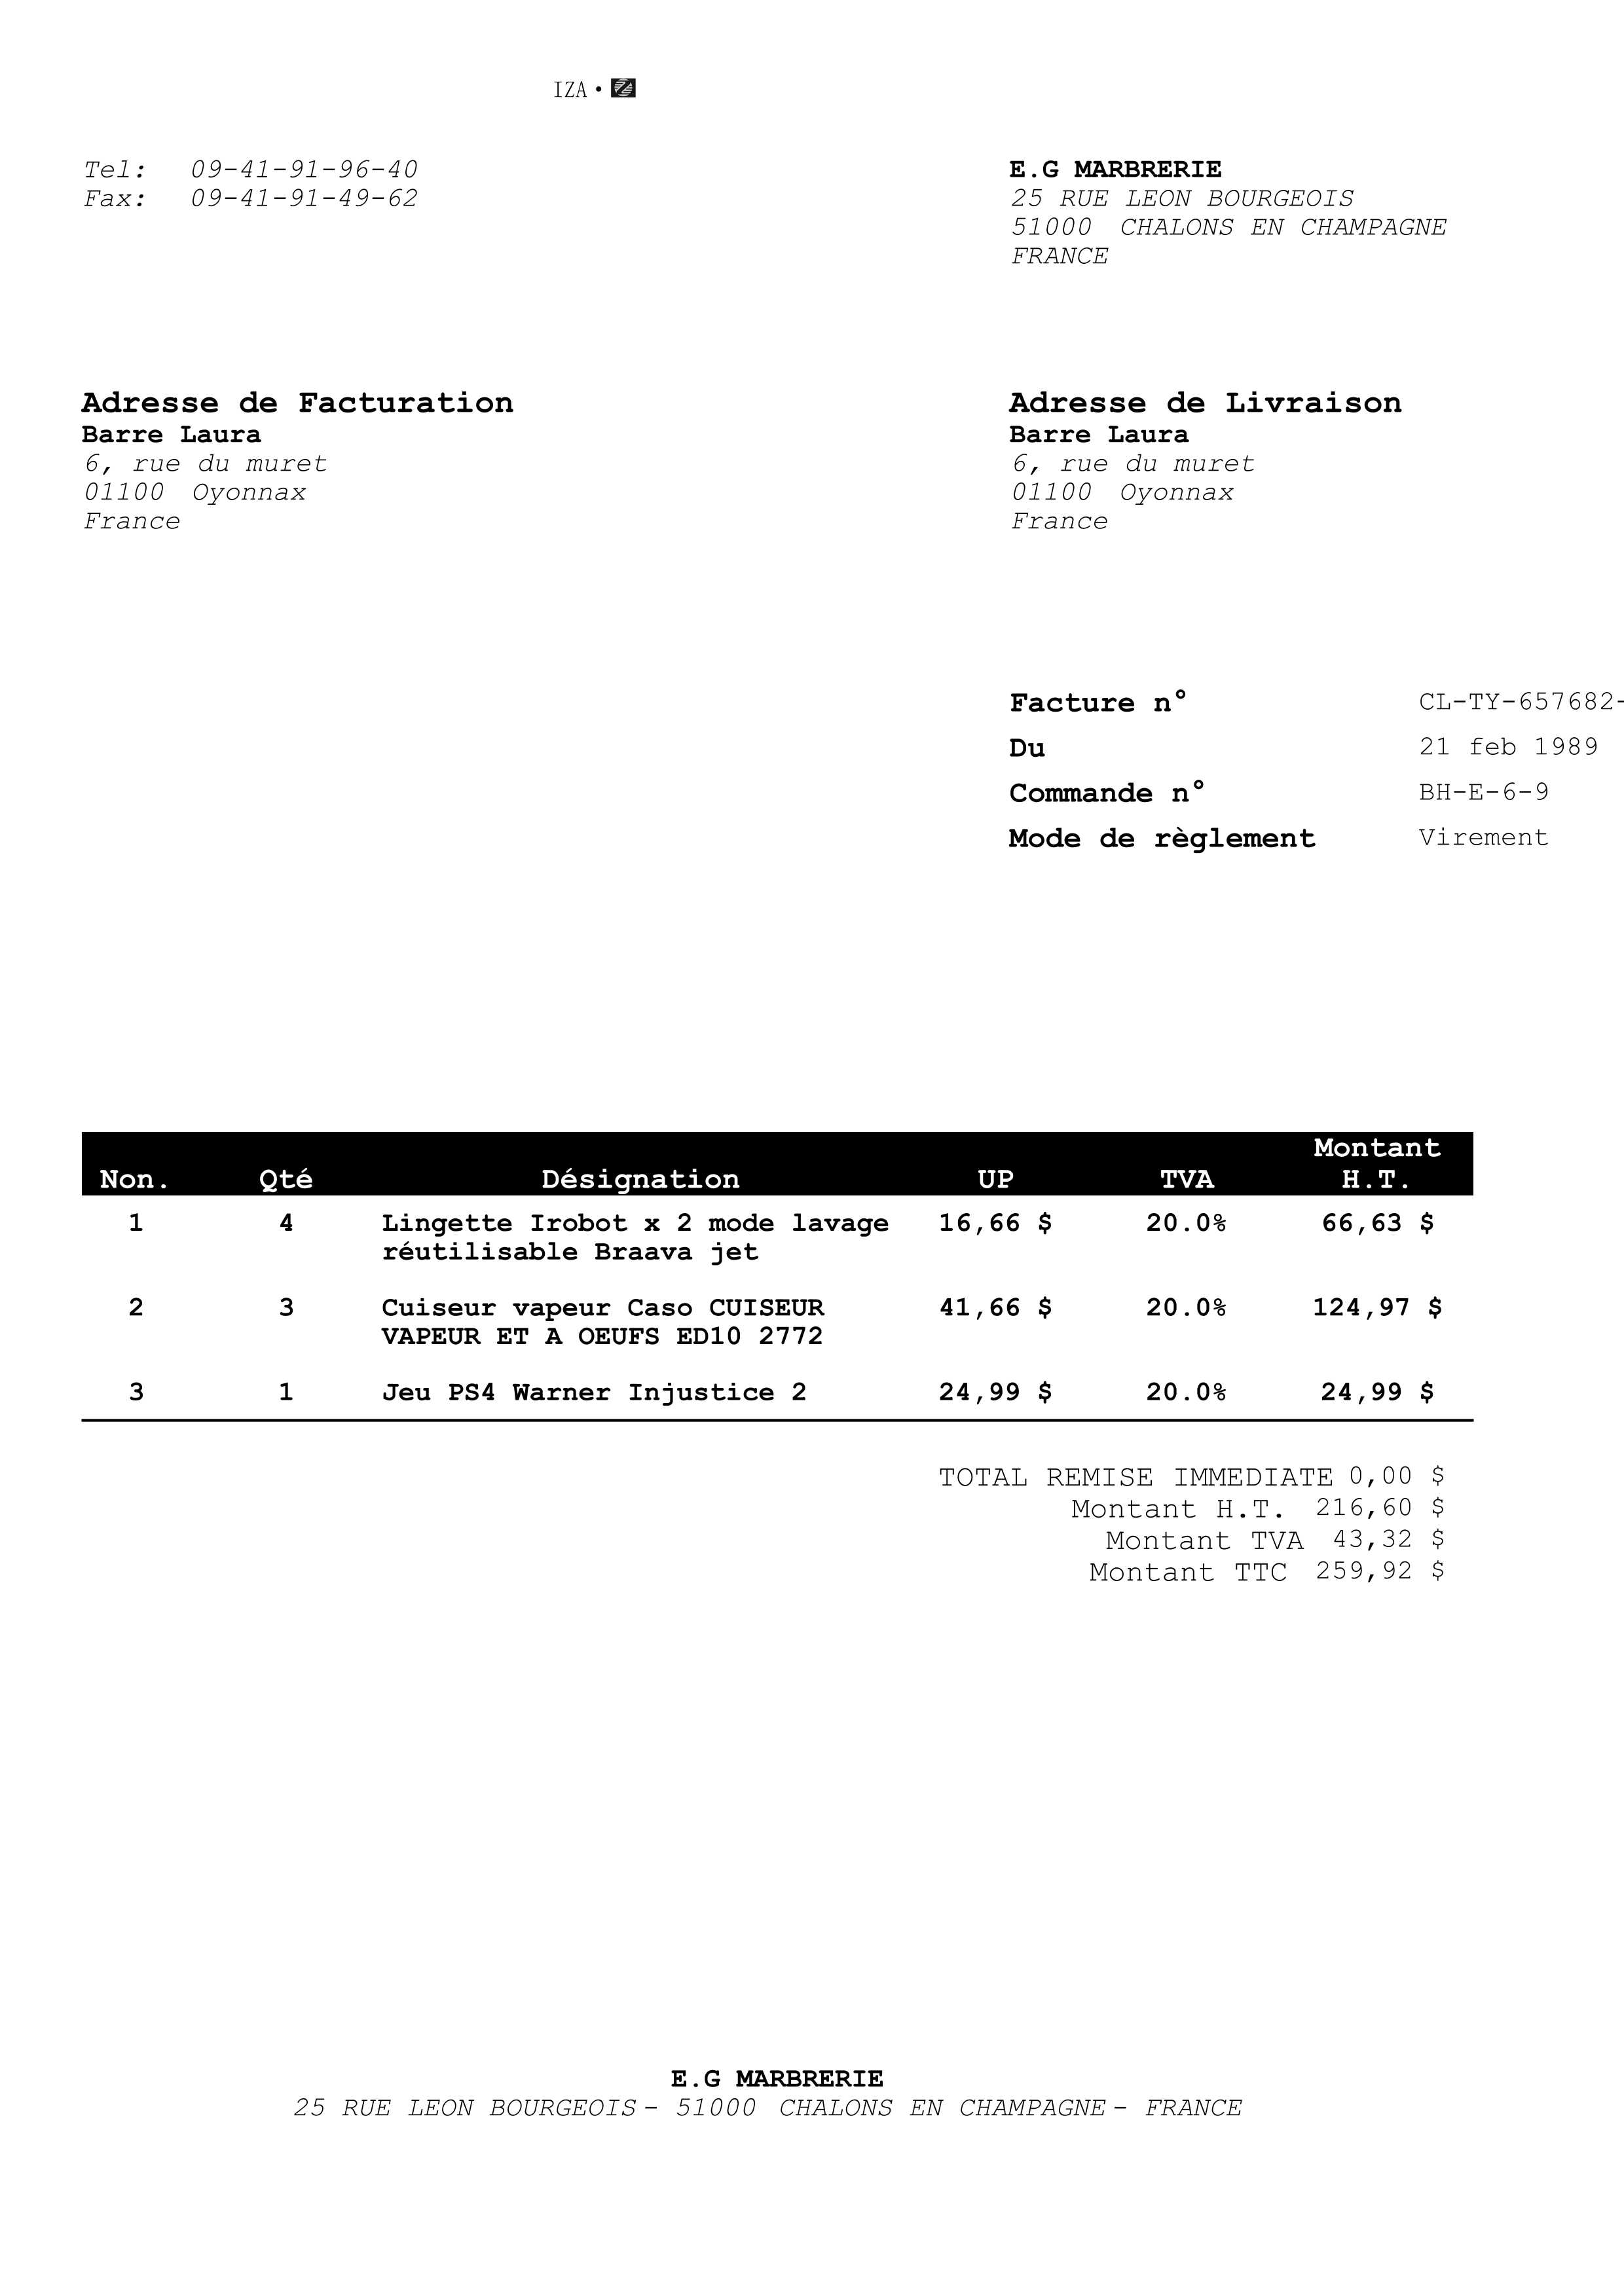 IZA •
Tel: 09-41-91-96-40
Fax: 09-41-91-49-62
E.G MARBRERIE
25 RUE LEON BOURGEOIS
51000 CHALONS EN CHAMPAGNE
FRANCE
Adresse de Facturation
Barre Laura
6, rue du muret
01100 Oyonnax
France
Adresse de Livraison
Barre Laura
6, rue du muret
01100 Oyonnax
France
Facture n° CL-TY-657682-
Du 21 feb 1989
Commande n° BH-E-6-9
Mode de règlement Virement
Montant
Non. Qté Désignation UP TVA H.T.
1 4 Lingette Irobot x 2 mode lavage 16,66 $ 20.0% 66,63 $
réutilisable Braava jet
2 3 Cuiseur vapeur Caso CUISEUR 41,66 $ 20.0% 124,97 $
VAPEUR ET A OEUFS ED10 2772
3 1 Jeu PS4 Warner Injustice 2 24,99 $ 20.0% 24,99 $
TOTAL REMISE IMMEDIATE 0,00 $
Montant H.T. 216,60 $
Montant TVA 43,32 $
Montant TTC 259,92 $
E.G MARBRERIE
25 RUE LEON BOURGEOIS - 51000 CHALONS EN CHAMPAGNE - FRANCE